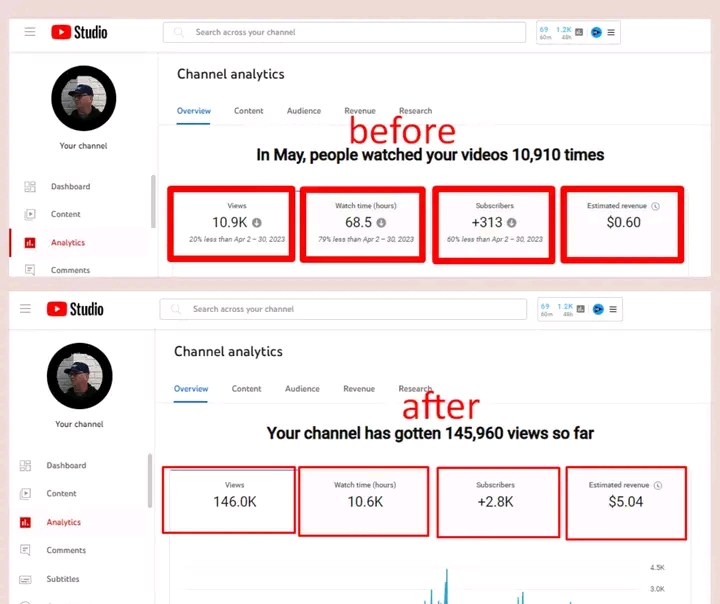 Studio
Search across your channel
69 1.2K
60m 48h
Channel analytics
Overview Content Audience Revenue Research
before
In May, people watched your videos 10,910 times
Your channel
Views Watch time (hours) Subscribers Estimated revenue
10.9K 68.5 +313 $0.60
20% less than Apr 2 – 30, 2023 79% less than Apr 2 – 30, 2023 60% less than Apr 2 – 30, 2023
Dashboard
Content
Analytics
Comments
Studio
Search across your channel
69 1.2K
60m 48h
Channel analytics
Overview Content Audience Revenue Research
after
Your channel has gotten 145,960 views so far
Your channel
Views Watch time (hours) Subscribers Estimated revenue
146.0K 10.6K +2.8K $5.04
Dashboard
Content
Analytics
Comments
Subtitles
4.5K
3.0K